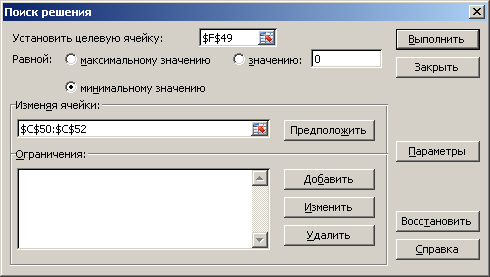 Поиск решения
Установить целевую ячейку: $F$49 Выполнить
Равной: максимальному значению значению: 0 Закрыть
минимальному значению
Изменяя ячейки:
$C$50:$C$52 Предположить
Ограничения: Параметры
Добавить
Изменить
Восстановить
Удалить
Справка